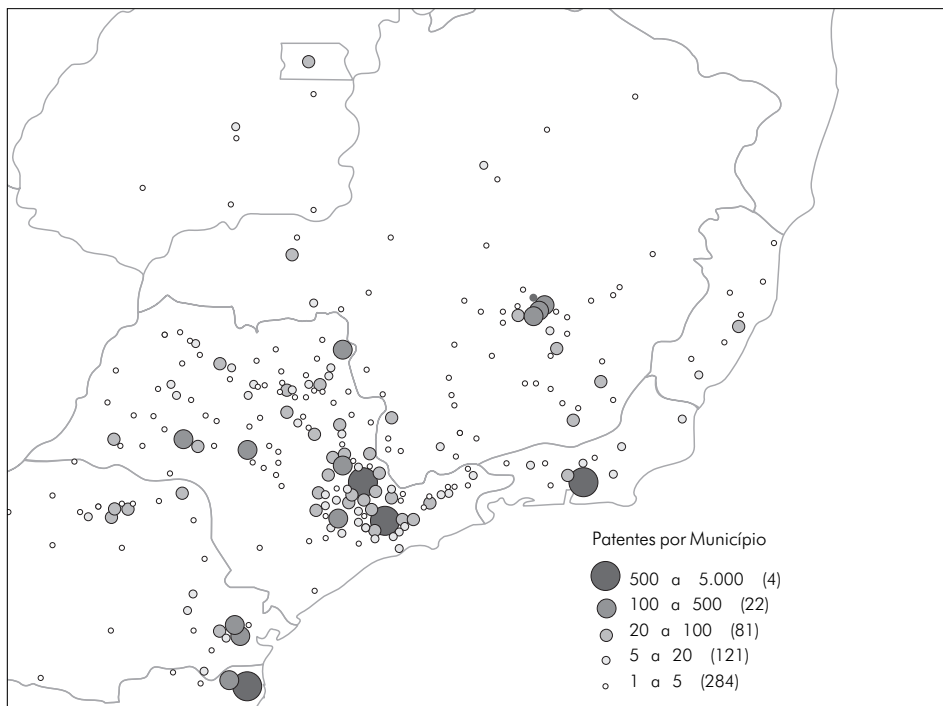 Patentes por Município
500 a 5.000 (4)
100 a 500 (22)
20 a 100 (81)
5 a 20 (121)
1 a 5 (284)